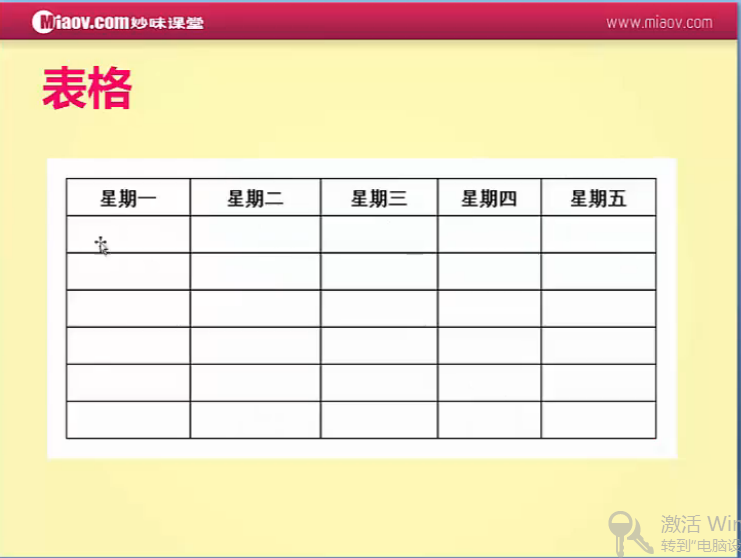 Miaov.com妙味课堂
www.miaov.com
表格
星期一 星期二 星期三 星期四 星期五
激活 Win
转到"电脑设